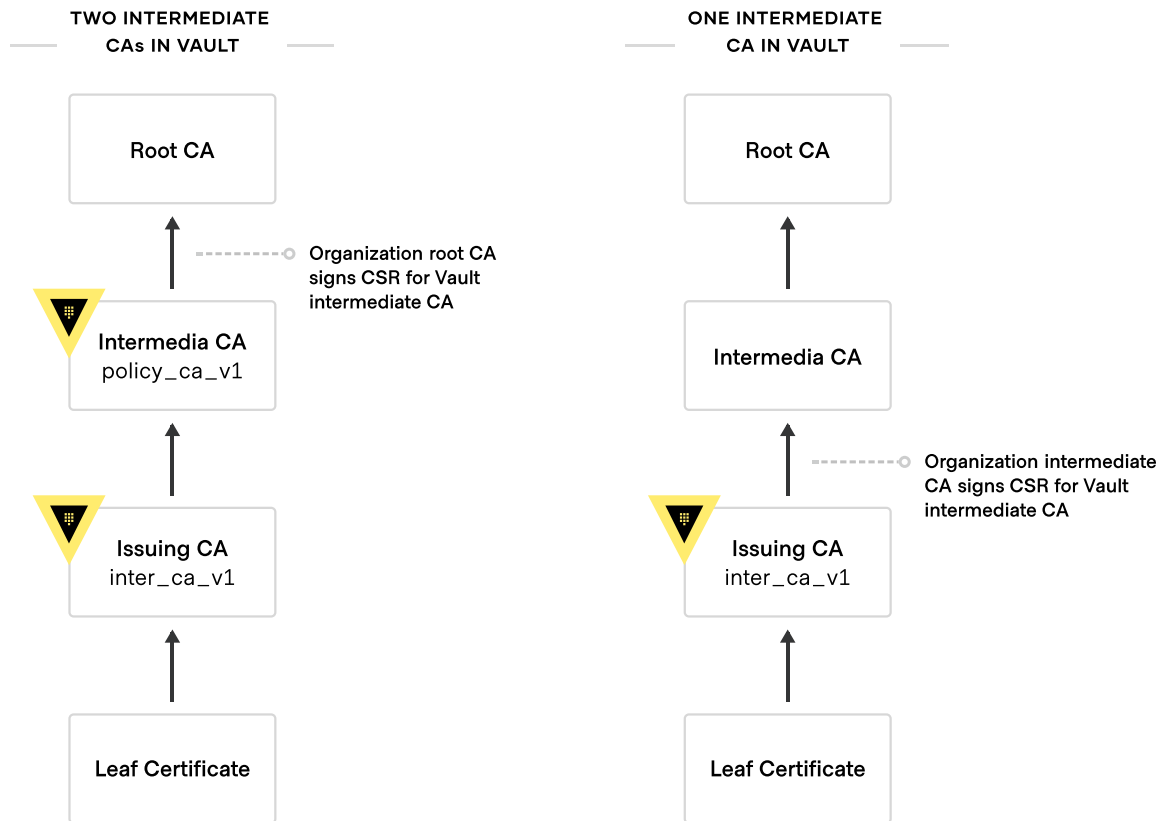 TWO INTERMEDIATE
CAs IN VAULT
Root CA
Organization root CA
signs CSR for Vault
intermediate CA
Intermedia CA
policy_ca_v1
Issuing CA
inter_ca_v1
Leaf Certificate
ONE INTERMEDIATE
CA IN VAULT
Root CA
Intermedia CA
Organization intermediate
CA signs CSR for Vault
intermediate CA
Issuing CA
inter_ca_v1
Leaf Certificate